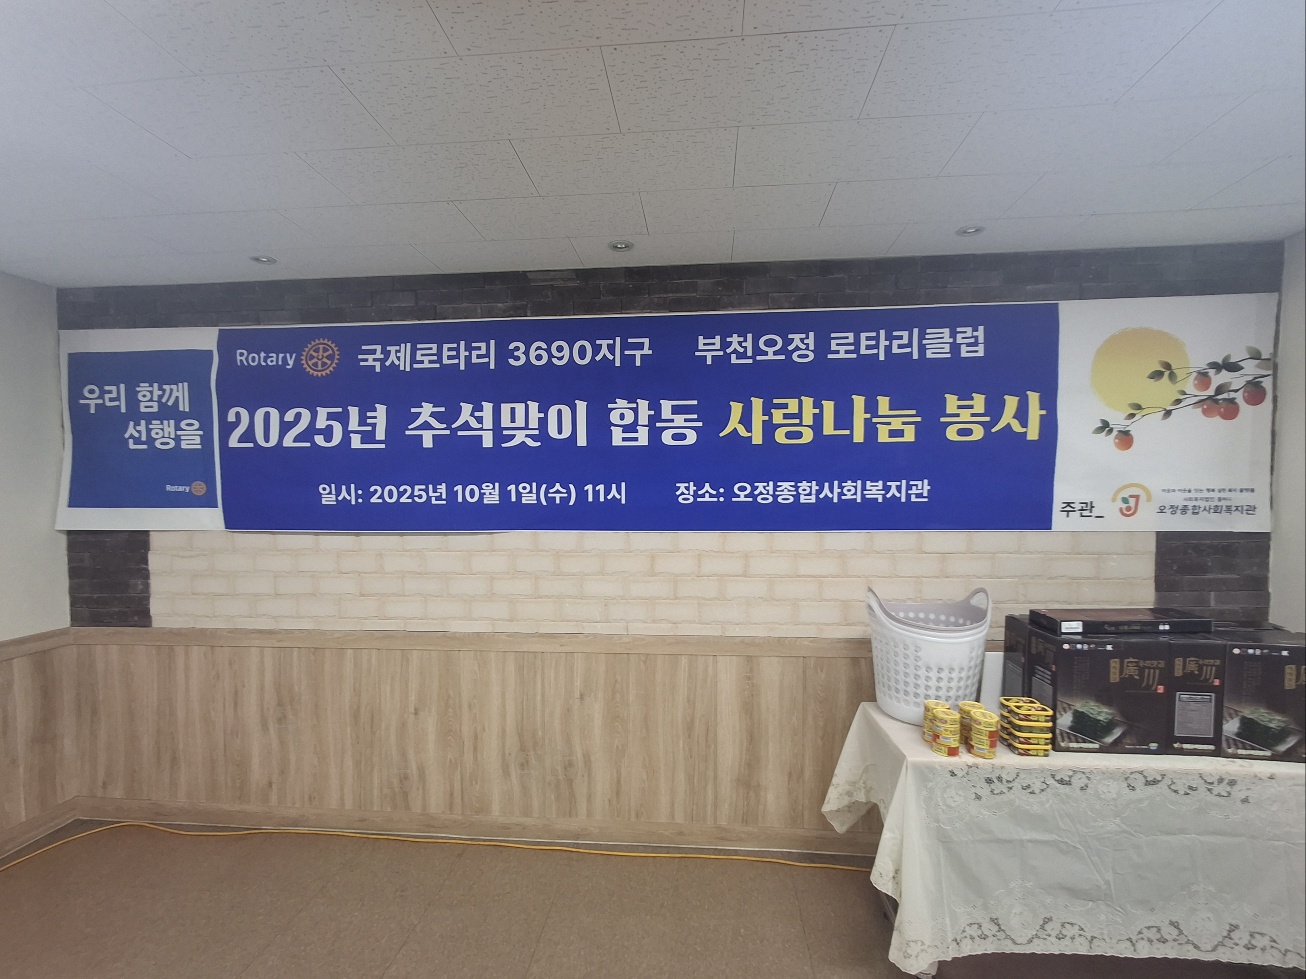 우리 함께
선행을
Rotary
Rotary 국제로타리 3690지구 부천오정 로타리클럽
2025년 추석맞이 합동 사랑나눔 봉사
일시: 2025년 10월 1일(수) 11시 장소: 오정종합사회복지관
주관_
오정종합사회복지관
廣川
廣川